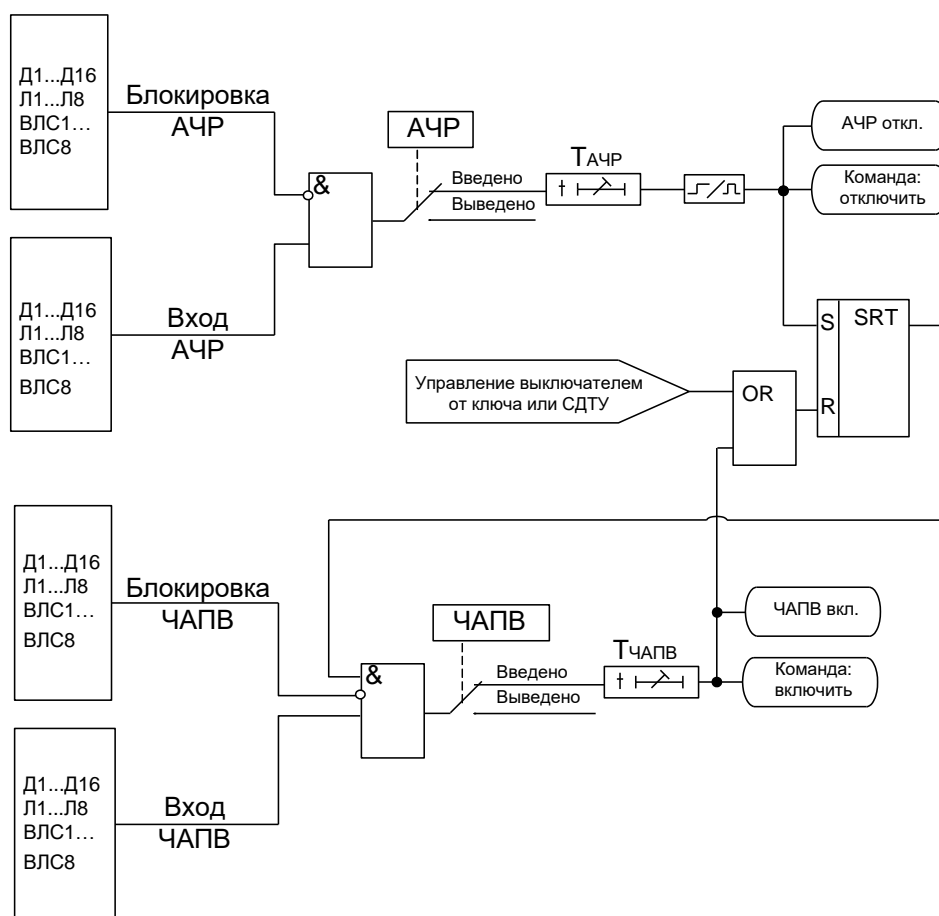 Д1...Д16
Л1...Л8
ВЛС1...
ВЛС8
Блокировка
АЧР
АЧР
&
Введено
Выведено
TАЧР
t
АЧР откл.
Команда:
отключить
Д1...Д16
Л1...Л8
ВЛС1...
ВЛС8
Вход
АЧР
Управление выключателем
от ключа или СДТУ
OR
S
SRT
R
Д1...Д16
Л1...Л8
ВЛС1...
ВЛС8
Блокировка
ЧАПВ
ЧАПВ
&
Введено
Выведено
TЧАПВ
t
ЧАПВ вкл.
Команда:
включить
Д1...Д16
Л1...Л8
ВЛС1...
ВЛС8
Вход
ЧАПВ